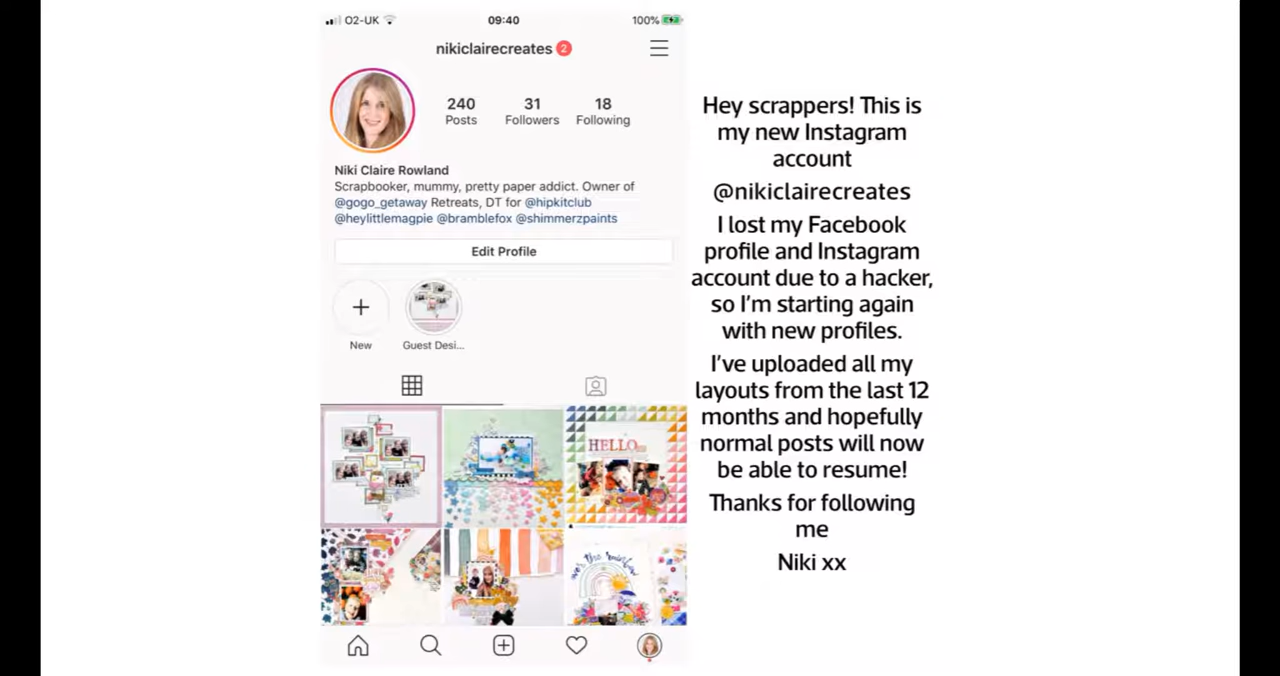 O2-UK
09:40
100%
nikiclairecreates 2
240 31 18
Posts Followers Following
Niki Claire Rowland
Scrapbooker, mummy, pretty paper addict. Owner of
@gogo_getaway Retreats, DT for @hipkitclub
@heylittlemagpie @bramblefox @shimmerzpaints
Edit Profile
New
Guest Desi...
HELLO
Hey scrappers! This is
my new Instagram
account
@nikiclairecreates
I lost my Facebook
profile and Instagram
account due to a hacker,
so I'm starting again
with new profiles.
I've uploaded all my
layouts from the last 12
months and hopefully
normal posts will now
be able to resume!
Thanks for following
me
Niki xx